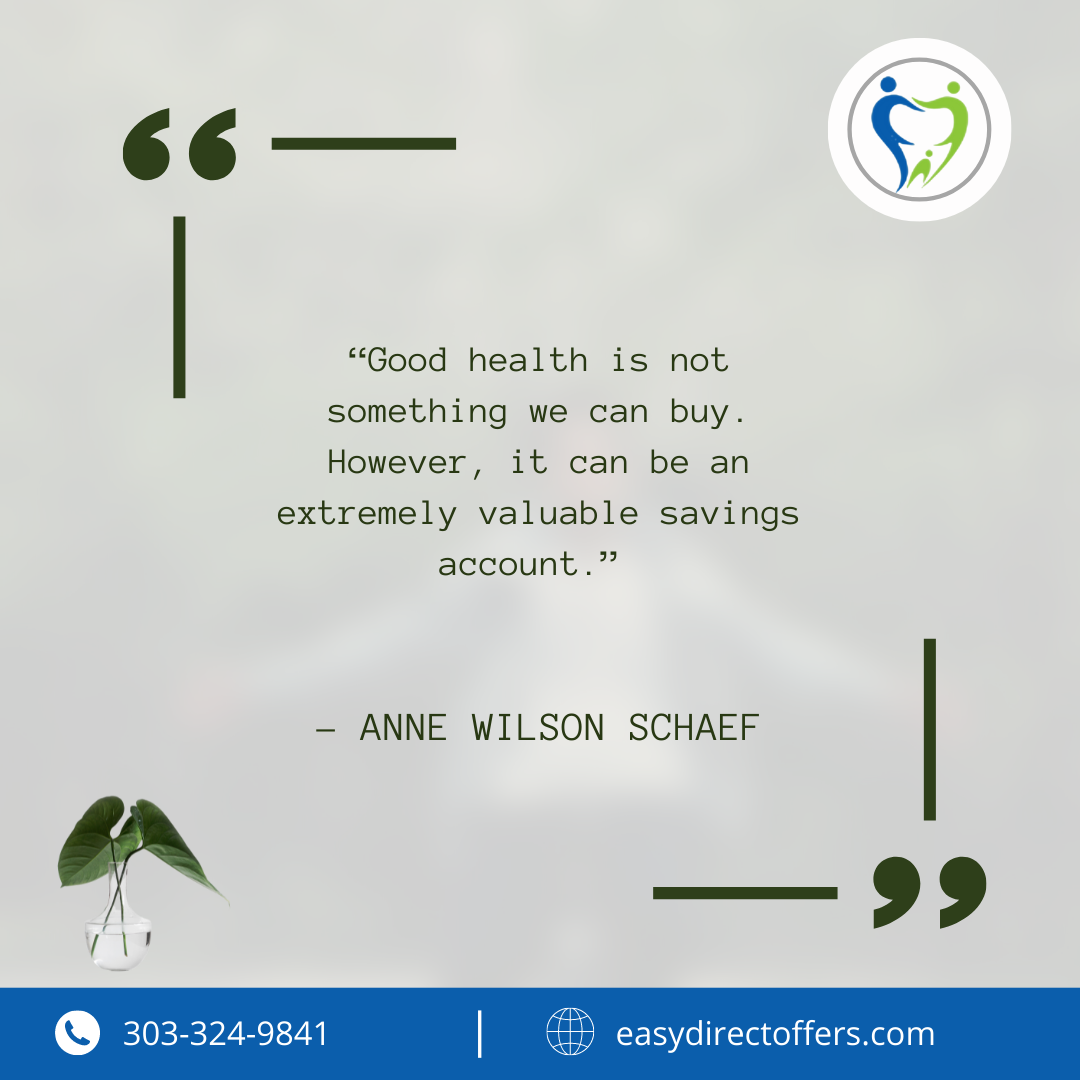 “Good health is not
something we can buy.
However, it can be an
extremely valuable savings
account.”
– ANNE WILSON SCHAEF
303-324-9841 | easydirectoffers.com